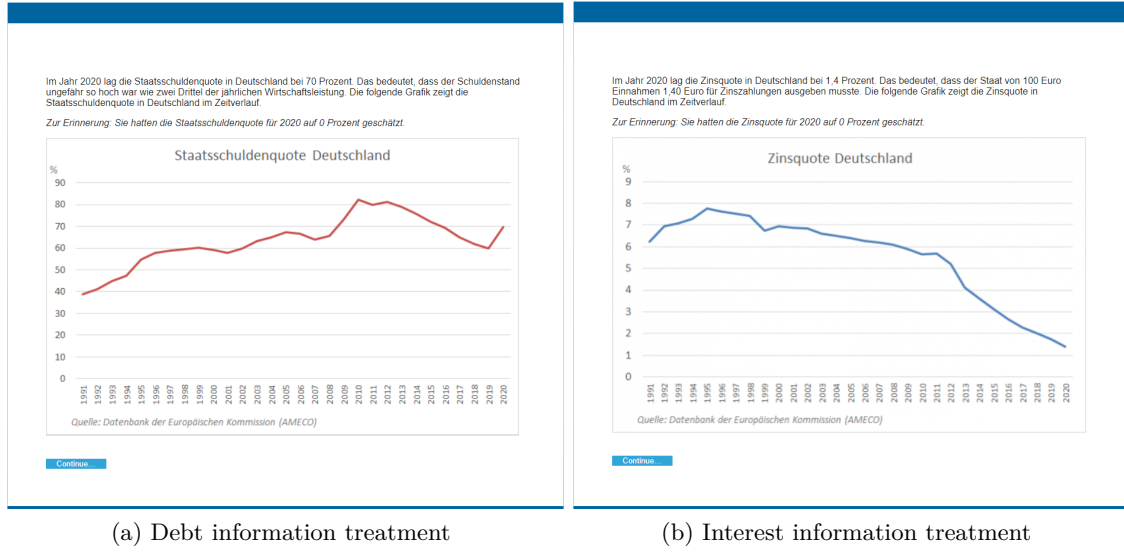 Im Jahr 2020 lag die Staatsschuldenquote in Deutschland bei 70 Prozent. Das bedeutet, dass der Schuldenstand
ungefähr so hoch war wie zwei Drittel der jährlichen Wirtschaftsleistung. Die folgende Grafik zeigt die
Staatsschuldenquote in Deutschland im Zeitverlauf.
Zur Erinnerung: Sie hatten die Staatsschuldenquote für 2020 auf 0 Prozent geschätzt.
Staatsschuldenquote Deutschland
%
90
80
70
60
50
40
30
20
10
0
1991 1992 1993 1994 1995 1996 1997 1998 1999 2000 2001 2002 2003 2004 2005 2006 2007 2008 2009 2010 2011 2012 2013 2014 2015 2016 2017 2018 2019 2020
Quelle: Datenbank der Europäischen Kommission (AMECO)
Continue...
(a) Debt information treatment
Im Jahr 2020 lag die Zinsquote in Deutschland bei 1,4 Prozent. Das bedeutet, dass der Staat von 100 Euro
Einnahmen 1,40 Euro für Zinszahlungen ausgeben musste. Die folgende Grafik zeigt die Zinsquote in
Deutschland im Zeitverlauf.
Zur Erinnerung: Sie hatten die Zinsquote für 2020 auf 0 Prozent geschätzt.
Zinsquote Deutschland
%
9
8
7
6
5
4
3
2
1
0
1991 1992 1993 1994 1995 1996 1997 1998 1999 2000 2001 2002 2003 2004 2005 2006 2007 2008 2009 2010 2011 2012 2013 2014 2015 2016 2017 2018 2019 2020
Quelle: Datenbank der Europäischen Kommission (AMECO)
Continue...
(b) Interest information treatment